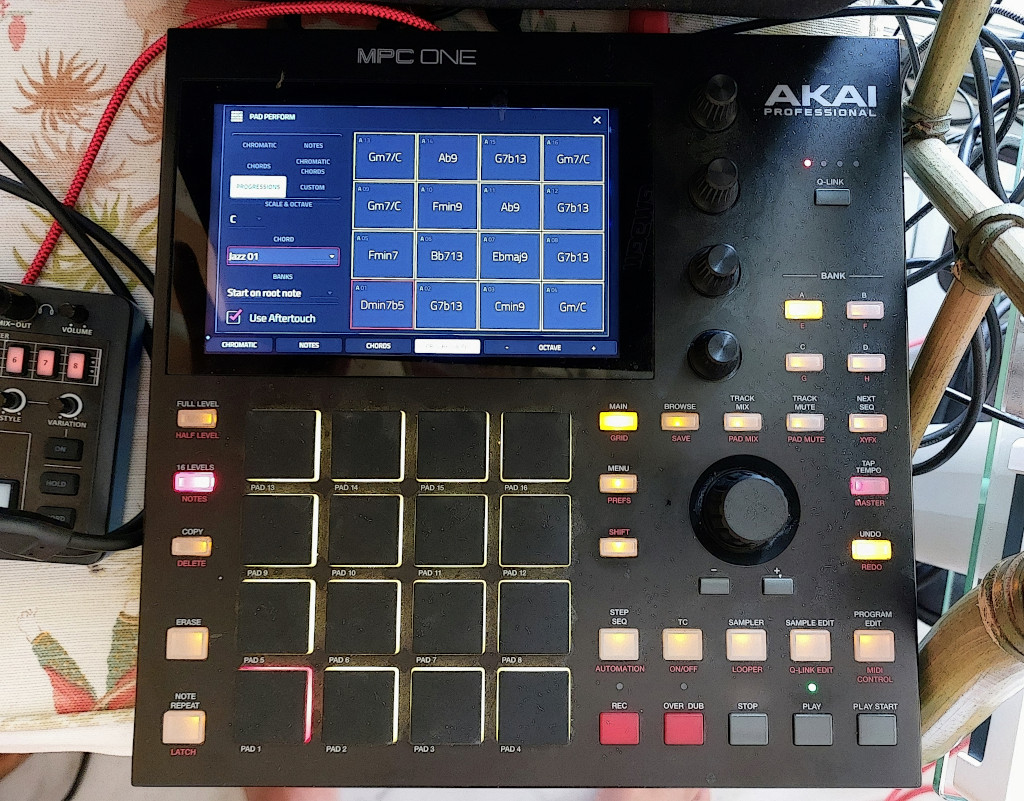 MPC ONE
AKAI
PROFESSIONAL
PAD PERFORM
CHROMATIC NOTES
CHORDS CHROMATIC CHORDS
PROGRESSIONS CUSTOM
SCALE & OCTAVE
C
CHORD
Jazz 01
BANKS
Start on root note
Use Aftertouch
A 13 Gm7/C A 14 Ab9 A 15 G7b13 A 16 Gm7/C
A 09 Gm7/C A 10 Fmin9 A 11 Ab9 A 12 G7b13
A 05 Fmin7 A 06 Bb713 A 07 Ebmaj9 A 08 G7b13
A 01 Dmin7b5 A 02 G7b13 A 03 Cmin9 Gm/C
CHROMATIC NOTES CHORDS - OCTAVE +
Q-LINK
BANK
A B
E F
C D
G H
MIX-OUT
VOLUME
6 7 8
STYLE VARIATION
ON
HOLD
FULL LEVEL
HALF LEVEL
16 LEVELS
NOTES
COPY
DELETE
ERASE
NOTE REPEAT
LATCH
PAD 13 PAD 14 PAD 15 PAD 16
PAD 9 PAD 10 PAD 11 PAD 12
PAD 5 PAD 6 PAD 7 PAD 8
PAD 1 PAD 2 PAD 3 PAD 4
MAIN BROWSE TRACK MIX TRACK MUTE NEXT SEQ
GRID SAVE PAD MIX PAD MUTE XYFX
MENU
PREFS
TAP TEMPO
MASTER
SHIFT
UNDO
REDO
- +
STEP SEQ TC SAMPLER SAMPLE EDIT PROGRAM EDIT
AUTOMATION ON/OFF LOOPER Q-LINK EDIT MIDI CONTROL
REC OVER DUB STOP PLAY PLAY START